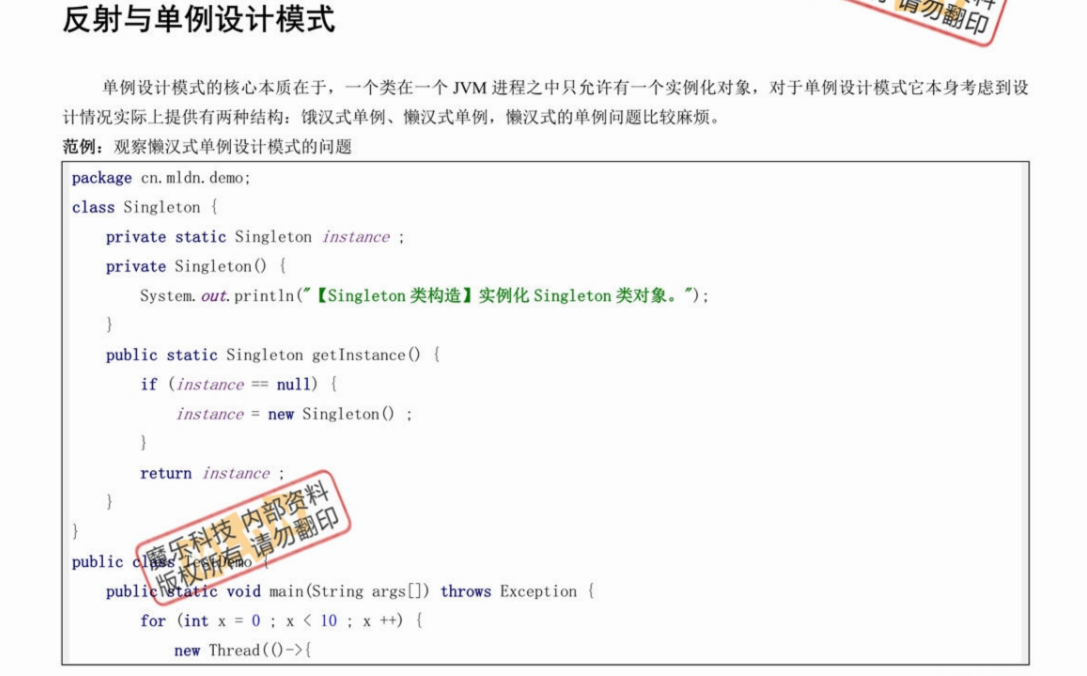 反射与单例设计模式
料
请勿翻印
单例设计模式的核心本质在于，一个类在一个 JVM 进程之中只允许有一个实例化对象，对于单例设计模式它本身考虑到设
计情况实际上提供有两种结构：饿汉式单例、懒汉式单例，懒汉式的单例问题比较麻烦。
范例：观察懒汉式单例设计模式的问题
package cn.mldn.demo;
class Singleton {
private static Singleton instance ;
private Singleton() {
System.out.println("【Singleton 类构造】实例化 Singleton 类对象。");
}
public static Singleton getInstance() {
if (instance == null) {
instance = new Singleton() ;
}
return instance ;
}
}
魔乐科技 内部资料
版权所有 请勿翻印
public class TestDemo {
public static void main(String args[]) throws Exception {
for (int x = 0 ; x < 10 ; x ++) {
new Thread(()->{